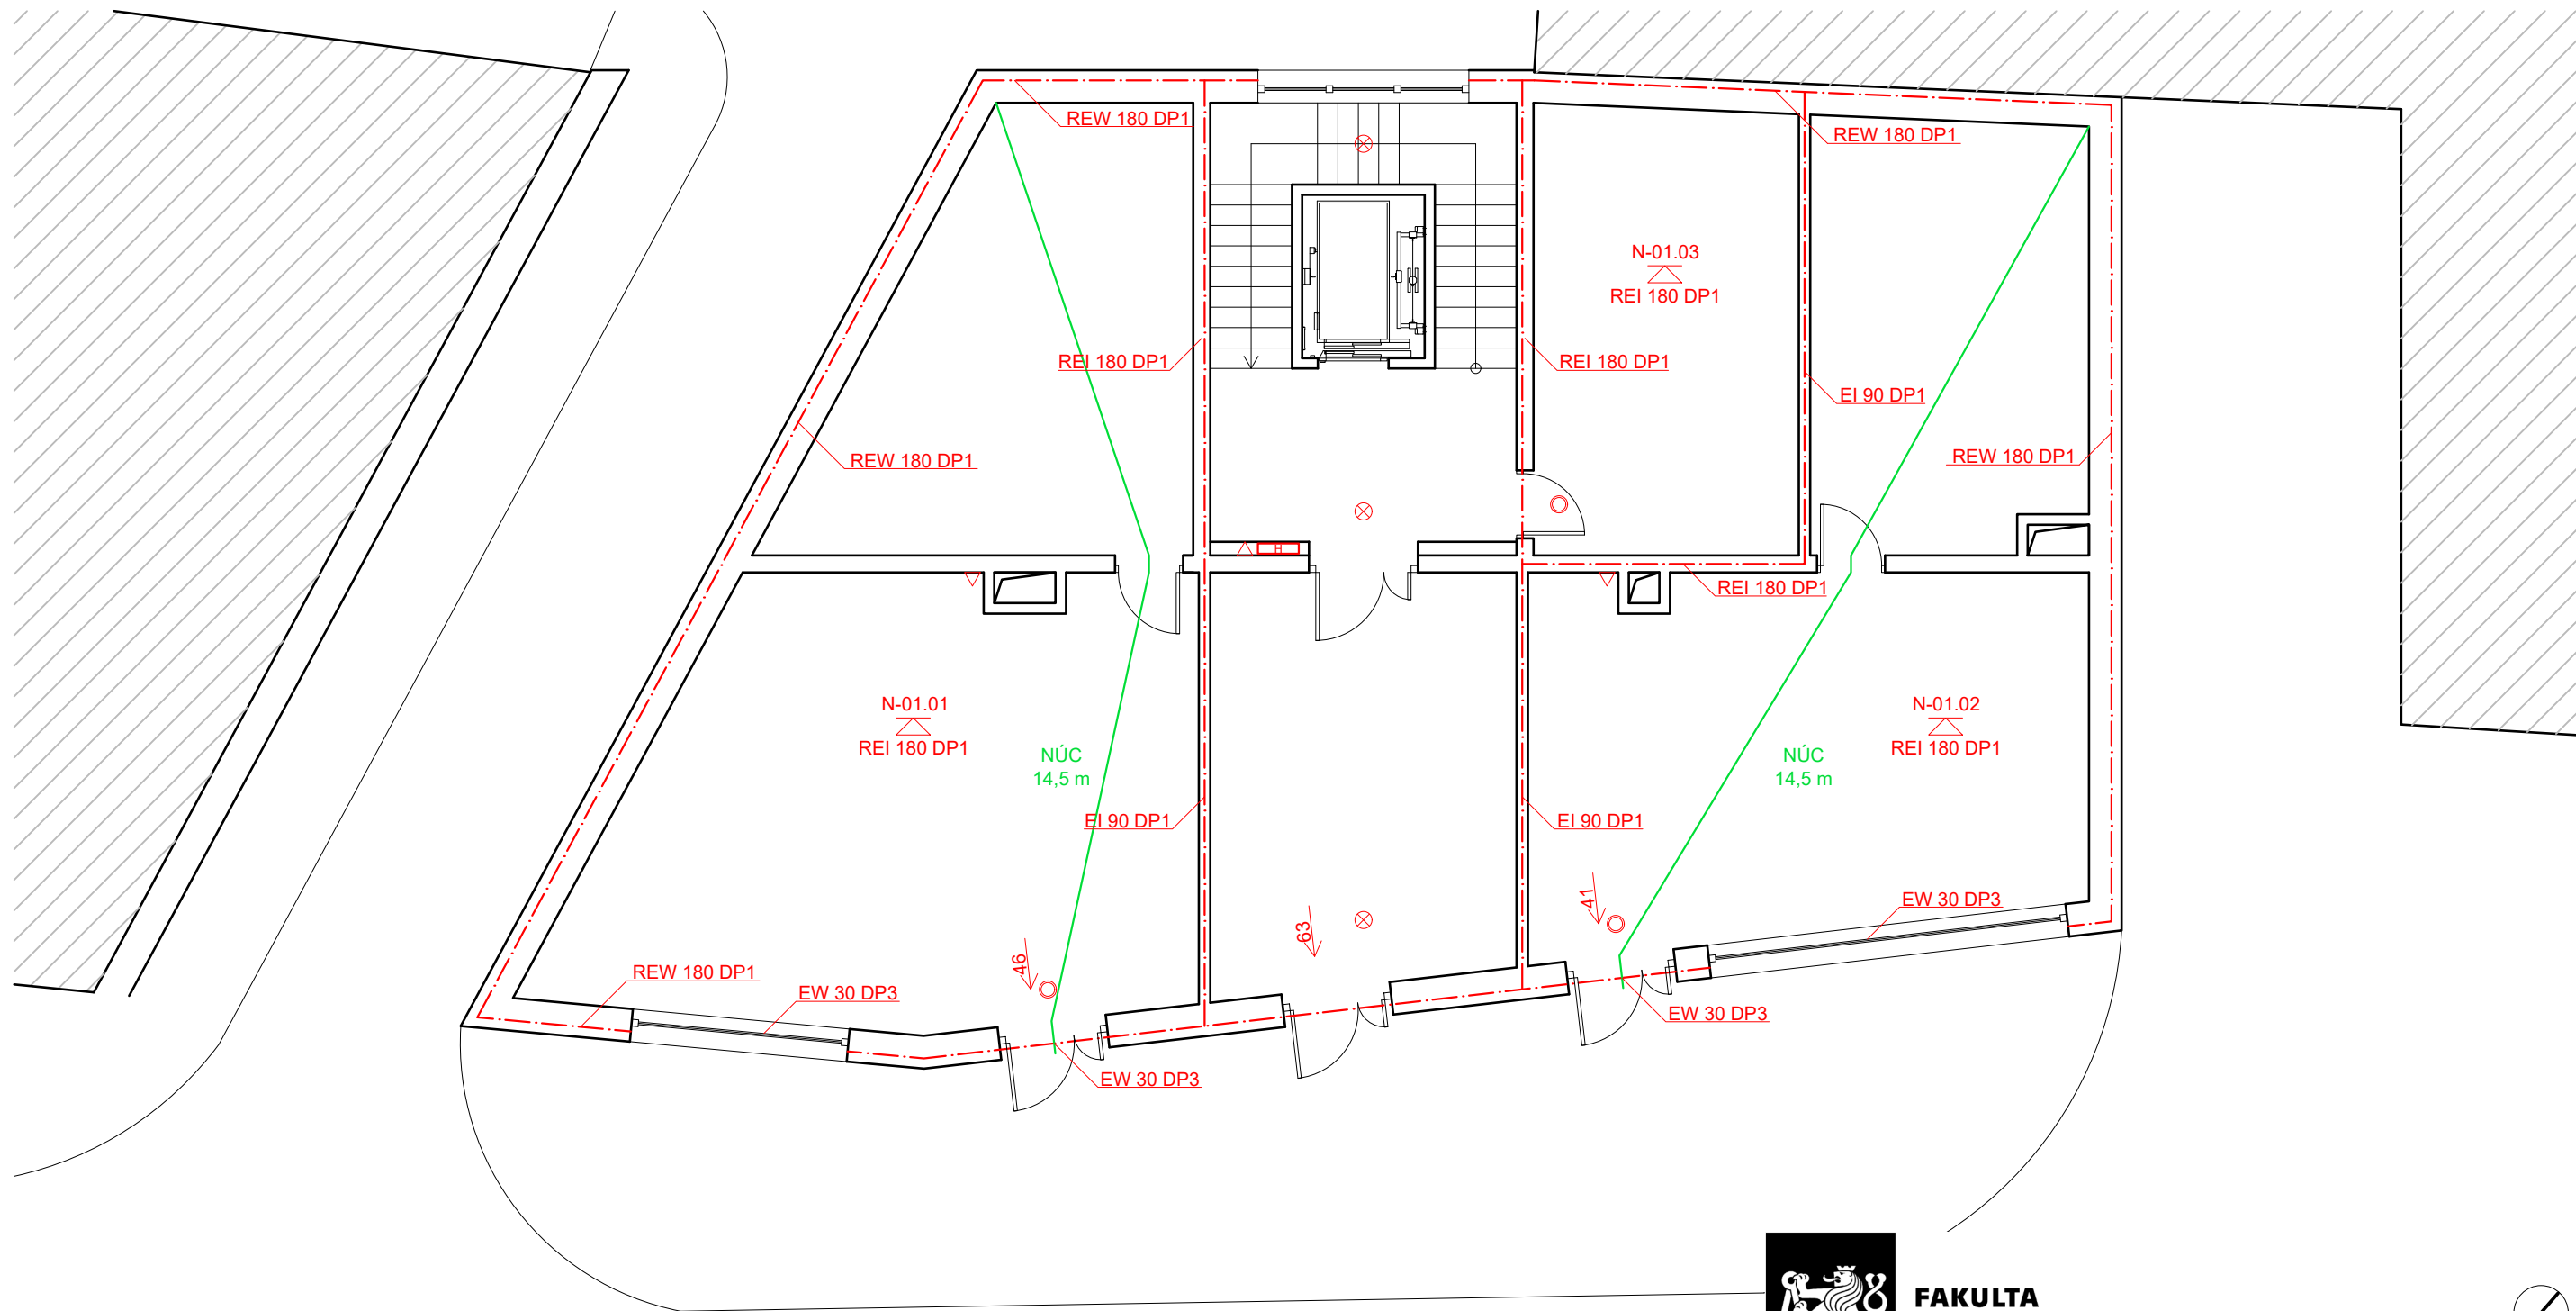 REW 180 DP1
REW 180 DP1
N-01.03
REI 180 DP1
REI 180 DP1
REI 180 DP1
EI 90 DP1
REW 180 DP1
REW 180 DP1
H
REI 180 DP1
N-01.01
REI 180 DP1
N-01.02
REI 180 DP1
NÚC
14,5 m
NÚC
14,5 m
EI 90 DP1
EI 90 DP1
41
EW 30 DP3
63
46
REW 180 DP1
EW 30 DP3
EW 30 DP3
EW 30 DP3
FAKULTA